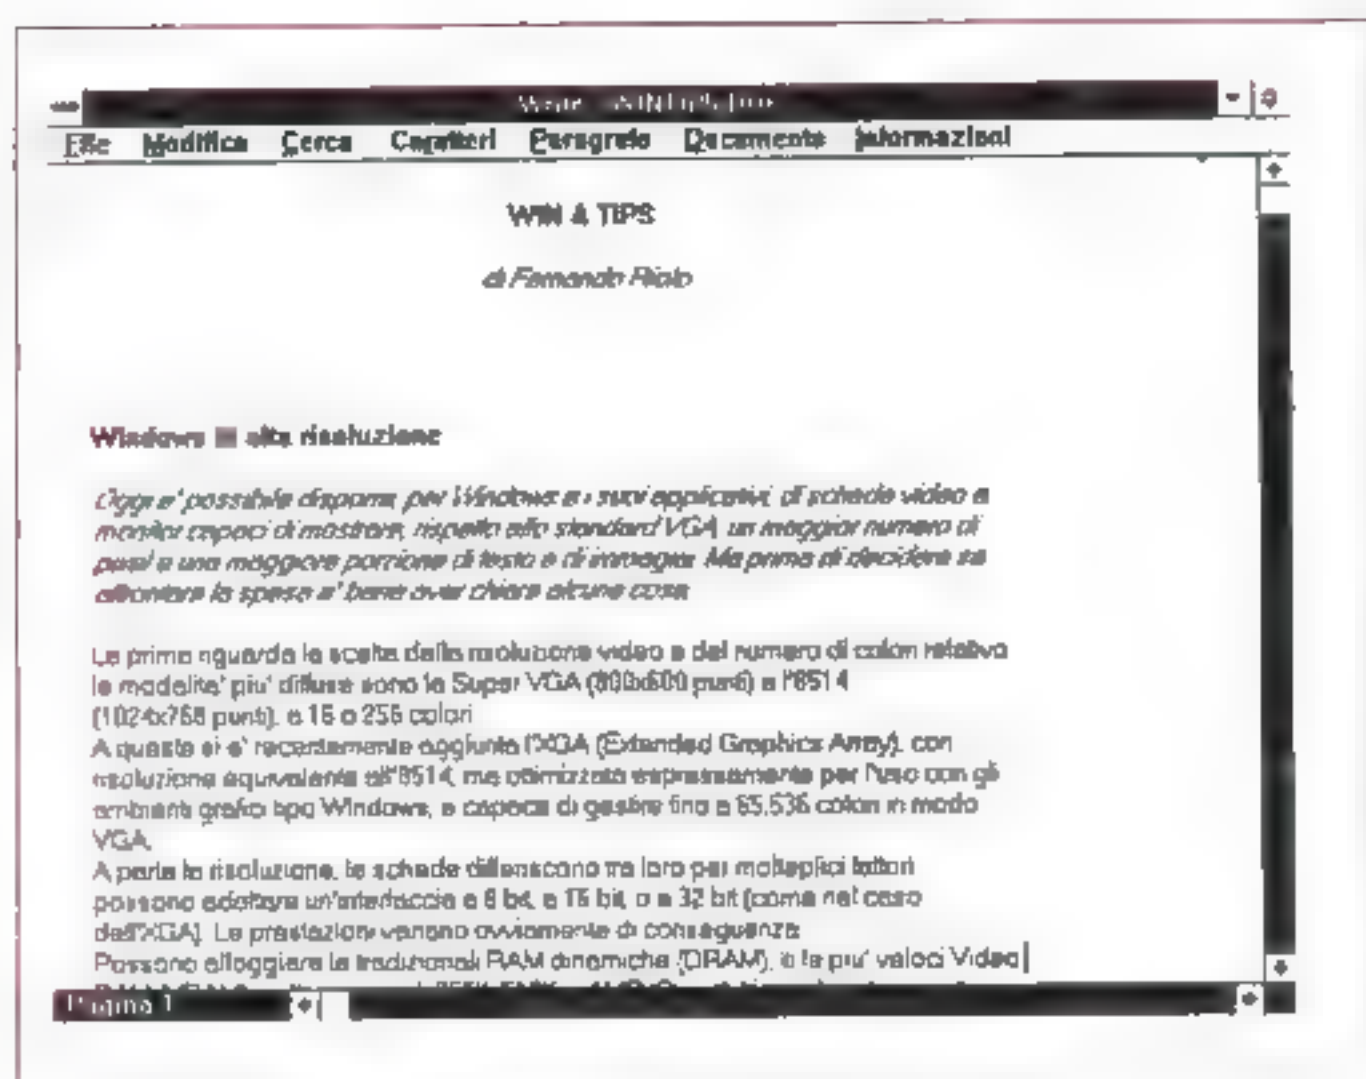 File Modifica Cerca Caratteri Paragrafo Documento Informazioni
WIN & TIPS
di Fernando
Windows in alta risoluzione
Oggi e' possibile disporre, per Windows e i suoi applicativi, di schede video e
monitor capaci di mostrare, rispetto allo standard VGA, un maggior numero di
pixel e una maggiore porzione di testo e di immagini. Ma prima di decidere se
affrontare la spesa e' bene aver chiare alcune cose.
La prima riguarda la scelta della risoluzione video e del numero di colori relativo
le modalita' piu' diffuse sono la Super VGA (800x600 punti) e l'8514
(1024x768 punti), a 16 o 256 colori.
A queste si e' recentemente aggiunta l'XGA (Extended Graphics Array), con
risoluzione equivalente all'8514, ma ottimizzata espressamente per l'uso con gli
ambienti grafici tipo Windows, e capace di gestire fino a 65.536 colori in modo
VGA.
A parte la risoluzione, le schede differiscono tra loro per molteplici fattori
possono adottare un'interfaccia a 8 bit, a 16 bit, o a 32 bit (come nel caso
dell'XGA). Le prestazioni variano ovviamente di conseguenza
Possono alloggiare le tradizionali RAM dinamiche (DRAM), o le piu' veloci Video
Pagina 1